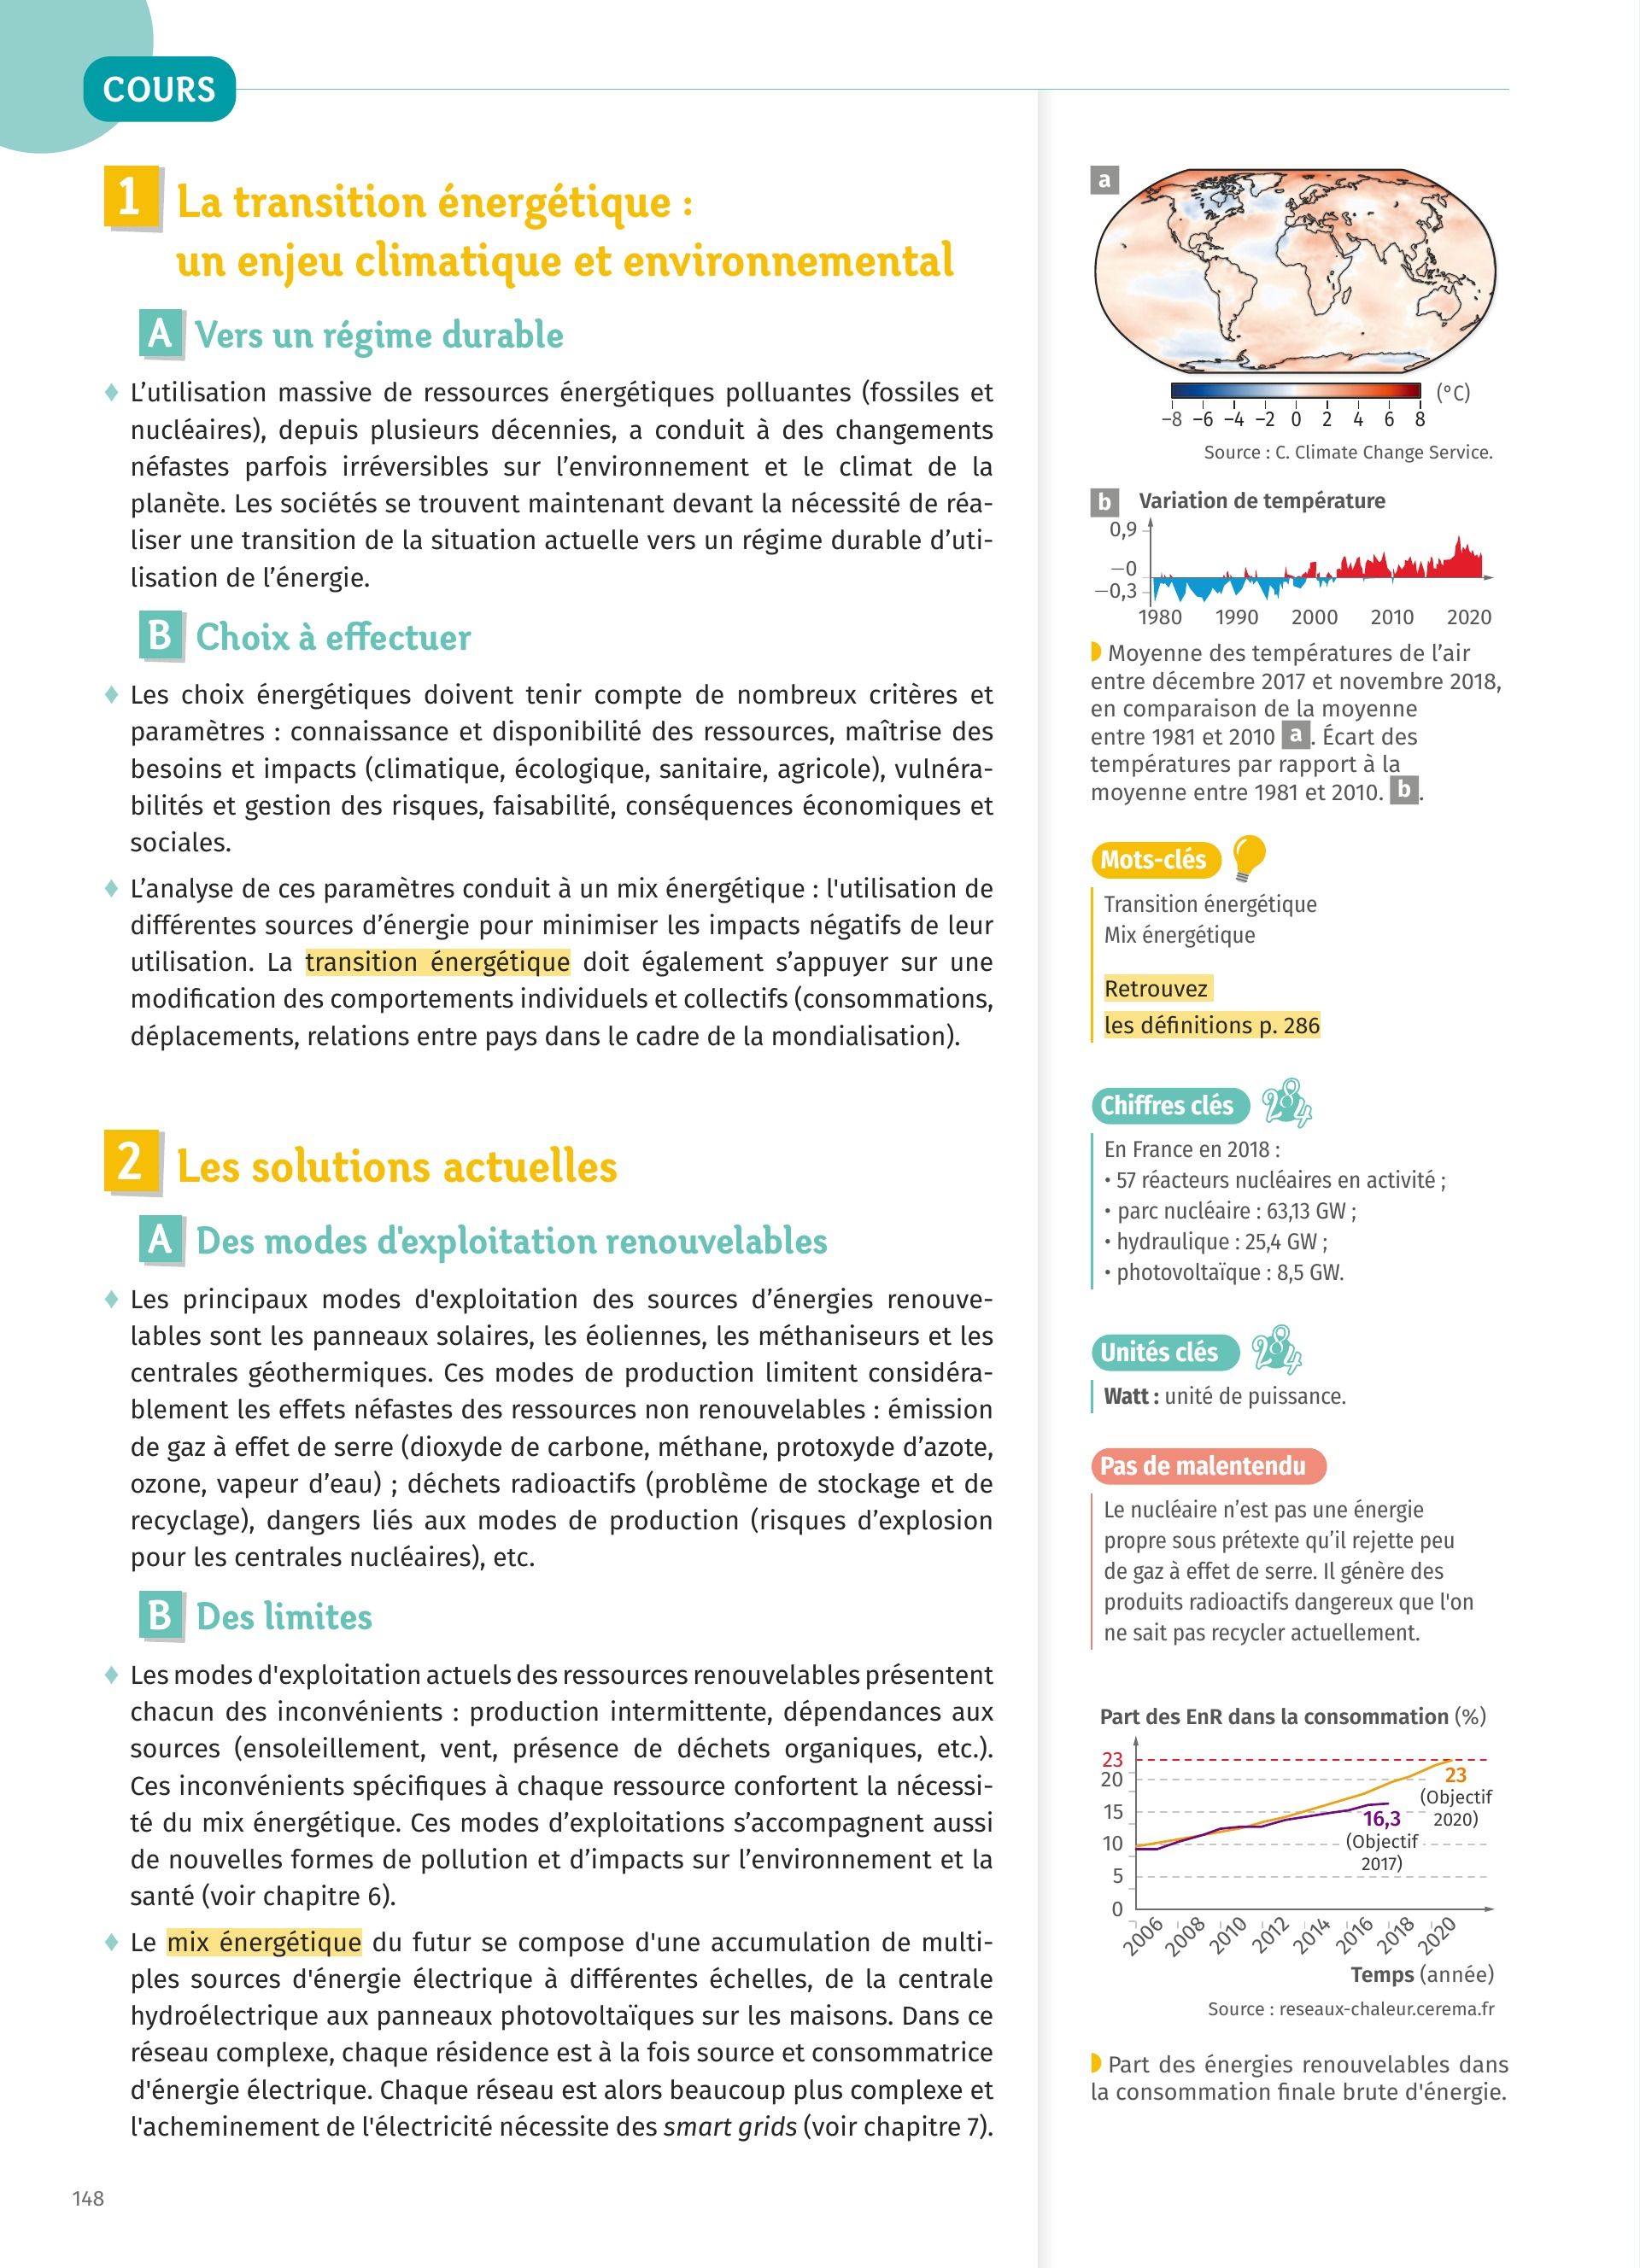 COURS
1 La transition énergétique :
un enjeu climatique et environnemental
A Vers un régime durable
♦ L’utilisation massive de ressources énergétiques polluantes (fossiles et
nucléaires), depuis plusieurs décennies, a conduit à des changements
néfastes parfois irréversibles sur l’environnement et le climat de la
planète. Les sociétés se trouvent maintenant devant la nécessité de réa-
liser une transition de la situation actuelle vers un régime durable d’uti-
lisation de l’énergie.
B Choix à effectuer
♦ Les choix énergétiques doivent tenir compte de nombreux critères et
paramètres : connaissance et disponibilité des ressources, maîtrise des
besoins et impacts (climatique, écologique, sanitaire, agricole), vulnéra-
bilités et gestion des risques, faisabilité, conséquences économiques et
sociales.
♦ L’analyse de ces paramètres conduit à un mix énergétique : l'utilisation de
différentes sources d’énergie pour minimiser les impacts négatifs de leur
utilisation. La transition énergétique doit également s’appuyer sur une
modification des comportements individuels et collectifs (consommations,
déplacements, relations entre pays dans le cadre de la mondialisation).
2 Les solutions actuelles
A Des modes d'exploitation renouvelables
♦ Les principaux modes d'exploitation des sources d’énergies renouve-
lables sont les panneaux solaires, les éoliennes, les méthaniseurs et les
centrales géothermiques. Ces modes de production limitent considéra-
blement les effets néfastes des ressources non renouvelables : émission
de gaz à effet de serre (dioxyde de carbone, méthane, protoxyde d’azote,
ozone, vapeur d’eau) ; déchets radioactifs (problème de stockage et de
recyclage), dangers liés aux modes de production (risques d’explosion
pour les centrales nucléaires), etc.
B Des limites
♦ Les modes d'exploitation actuels des ressources renouvelables présentent
chacun des inconvénients : production intermittente, dépendances aux
sources (ensoleillement, vent, présence de déchets organiques, etc.).
Ces inconvénients spécifiques à chaque ressource confortent la nécessi-
té du mix énergétique. Ces modes d’exploitations s’accompagnent aussi
de nouvelles formes de pollution et d’impacts sur l’environnement et la
santé (voir chapitre 6).
♦ Le mix énergétique du futur se compose d'une accumulation de multi-
ples sources d'énergie électrique à différentes échelles, de la centrale
hydroélectrique aux panneaux photovoltaïques sur les maisons. Dans ce
réseau complexe, chaque résidence est à la fois source et consommatrice
d'énergie électrique. Chaque réseau est alors beaucoup plus complexe et
l'acheminement de l'électricité nécessite des smart grids (voir chapitre 7).
148
a
(°C)
−8 −6 −4 −2 0 2 4 6 8
Source : C. Climate Change Service.
b Variation de température
0,9
−0
−0,3
1980 1990 2000 2010 2020
Moyenne des températures de l’air
entre décembre 2017 et novembre 2018,
en comparaison de la moyenne
entre 1981 et 2010 a. Écart des
températures par rapport à la
moyenne entre 1981 et 2010. b.
Mots-clés
Transition énergétique
Mix énergétique
Retrouvez
les définitions p. 286
Chiffres clés 284
En France en 2018 :
• 57 réacteurs nucléaires en activité ;
• parc nucléaire : 63,13 GW ;
• hydraulique : 25,4 GW ;
• photovoltaïque : 8,5 GW.
Unités clés 284
Watt : unité de puissance.
Pas de malentendu
Le nucléaire n’est pas une énergie
propre sous prétexte qu’il rejette peu
de gaz à effet de serre. Il génère des
produits radioactifs dangereux que l'on
ne sait pas recycler actuellement.
Part des EnR dans la consommation (%)
23
20
15
10
5
0
23
(Objectif
2020)
16,3
(Objectif
2017)
2006 2008 2010 2012 2014 2016 2018 2020
Temps (année)
Source : reseaux-chaleur.cerema.fr
Part des énergies renouvelables dans
la consommation finale brute d'énergie.